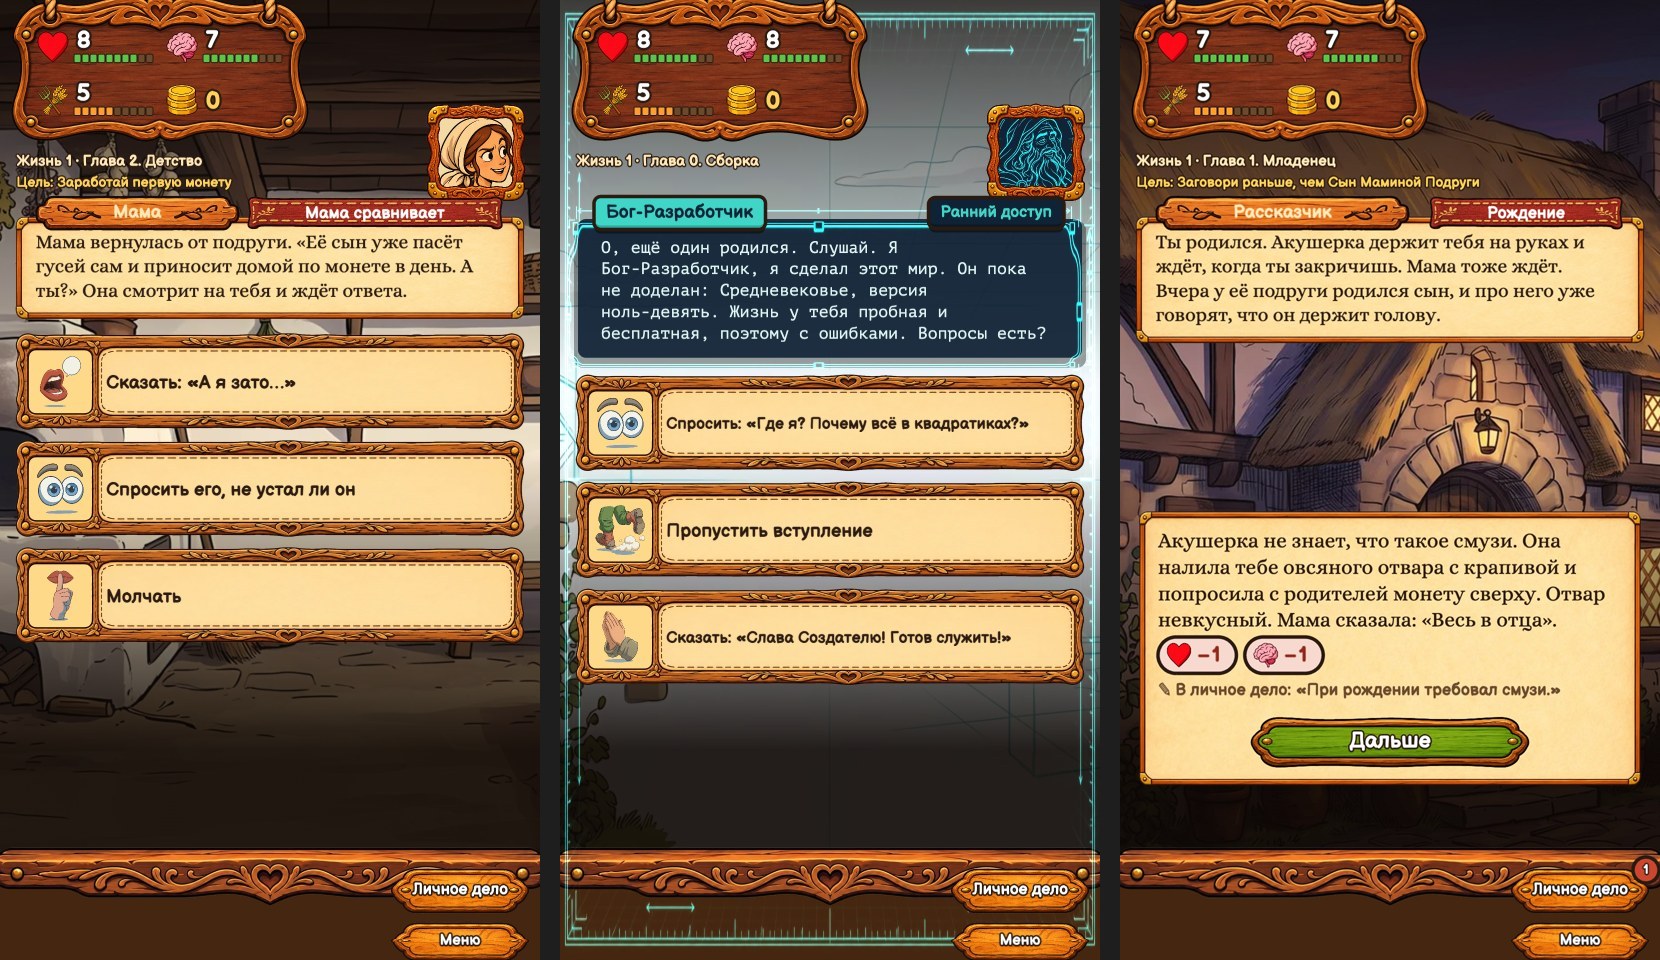 8
7
5
0
Жизнь 1 · Глава 2. Детство
Цель: Заработай первую монету
Мама
Мама сравнивает
Мама вернулась от подруги. «Её сын уже пасёт
гусей сам и приносит домой по монете в день. А
ты?» Она смотрит на тебя и ждёт ответа.
Сказать: «А я зато...»
Спросить его, не устал ли он
Молчать
Личное дело
Меню
8
8
5
0
Жизнь 1 · Глава 0. Сборка
Бог-Разработчик
Ранний доступ
О, ещё один родился. Слушай. Я
Бог-Разработчик, я сделал этот мир. Он пока
не доделан: Средневековье, версия
ноль-девять. Жизнь у тебя пробная и
бесплатная, поэтому с ошибками. Вопросы есть?
Спросить: «Где я? Почему всё в квадратиках?»
Пропустить вступление
Сказать: «Слава Создателю! Готов служить!»
Личное дело
Меню
7
7
5
0
Жизнь 1 · Глава 1. Младенец
Цель: Заговори раньше, чем Сын Маминой Подруги
Рассказчик
Рождение
Ты родился. Акушерка держит тебя на руках и
ждёт, когда ты закричишь. Мама тоже ждёт.
Вчера у её подруги родился сын, и про него уже
говорят, что он держит голову.
Акушерка не знает, что такое смузи. Она
налила тебе овсяного отвара с крапивой и
попросила с родителей монету сверху. Отвар
невкусный. Мама сказала: «Весь в отца».
−1
−1
✎ В личное дело: «При рождении требовал смузи.»
Дальше
1
Личное дело
Меню